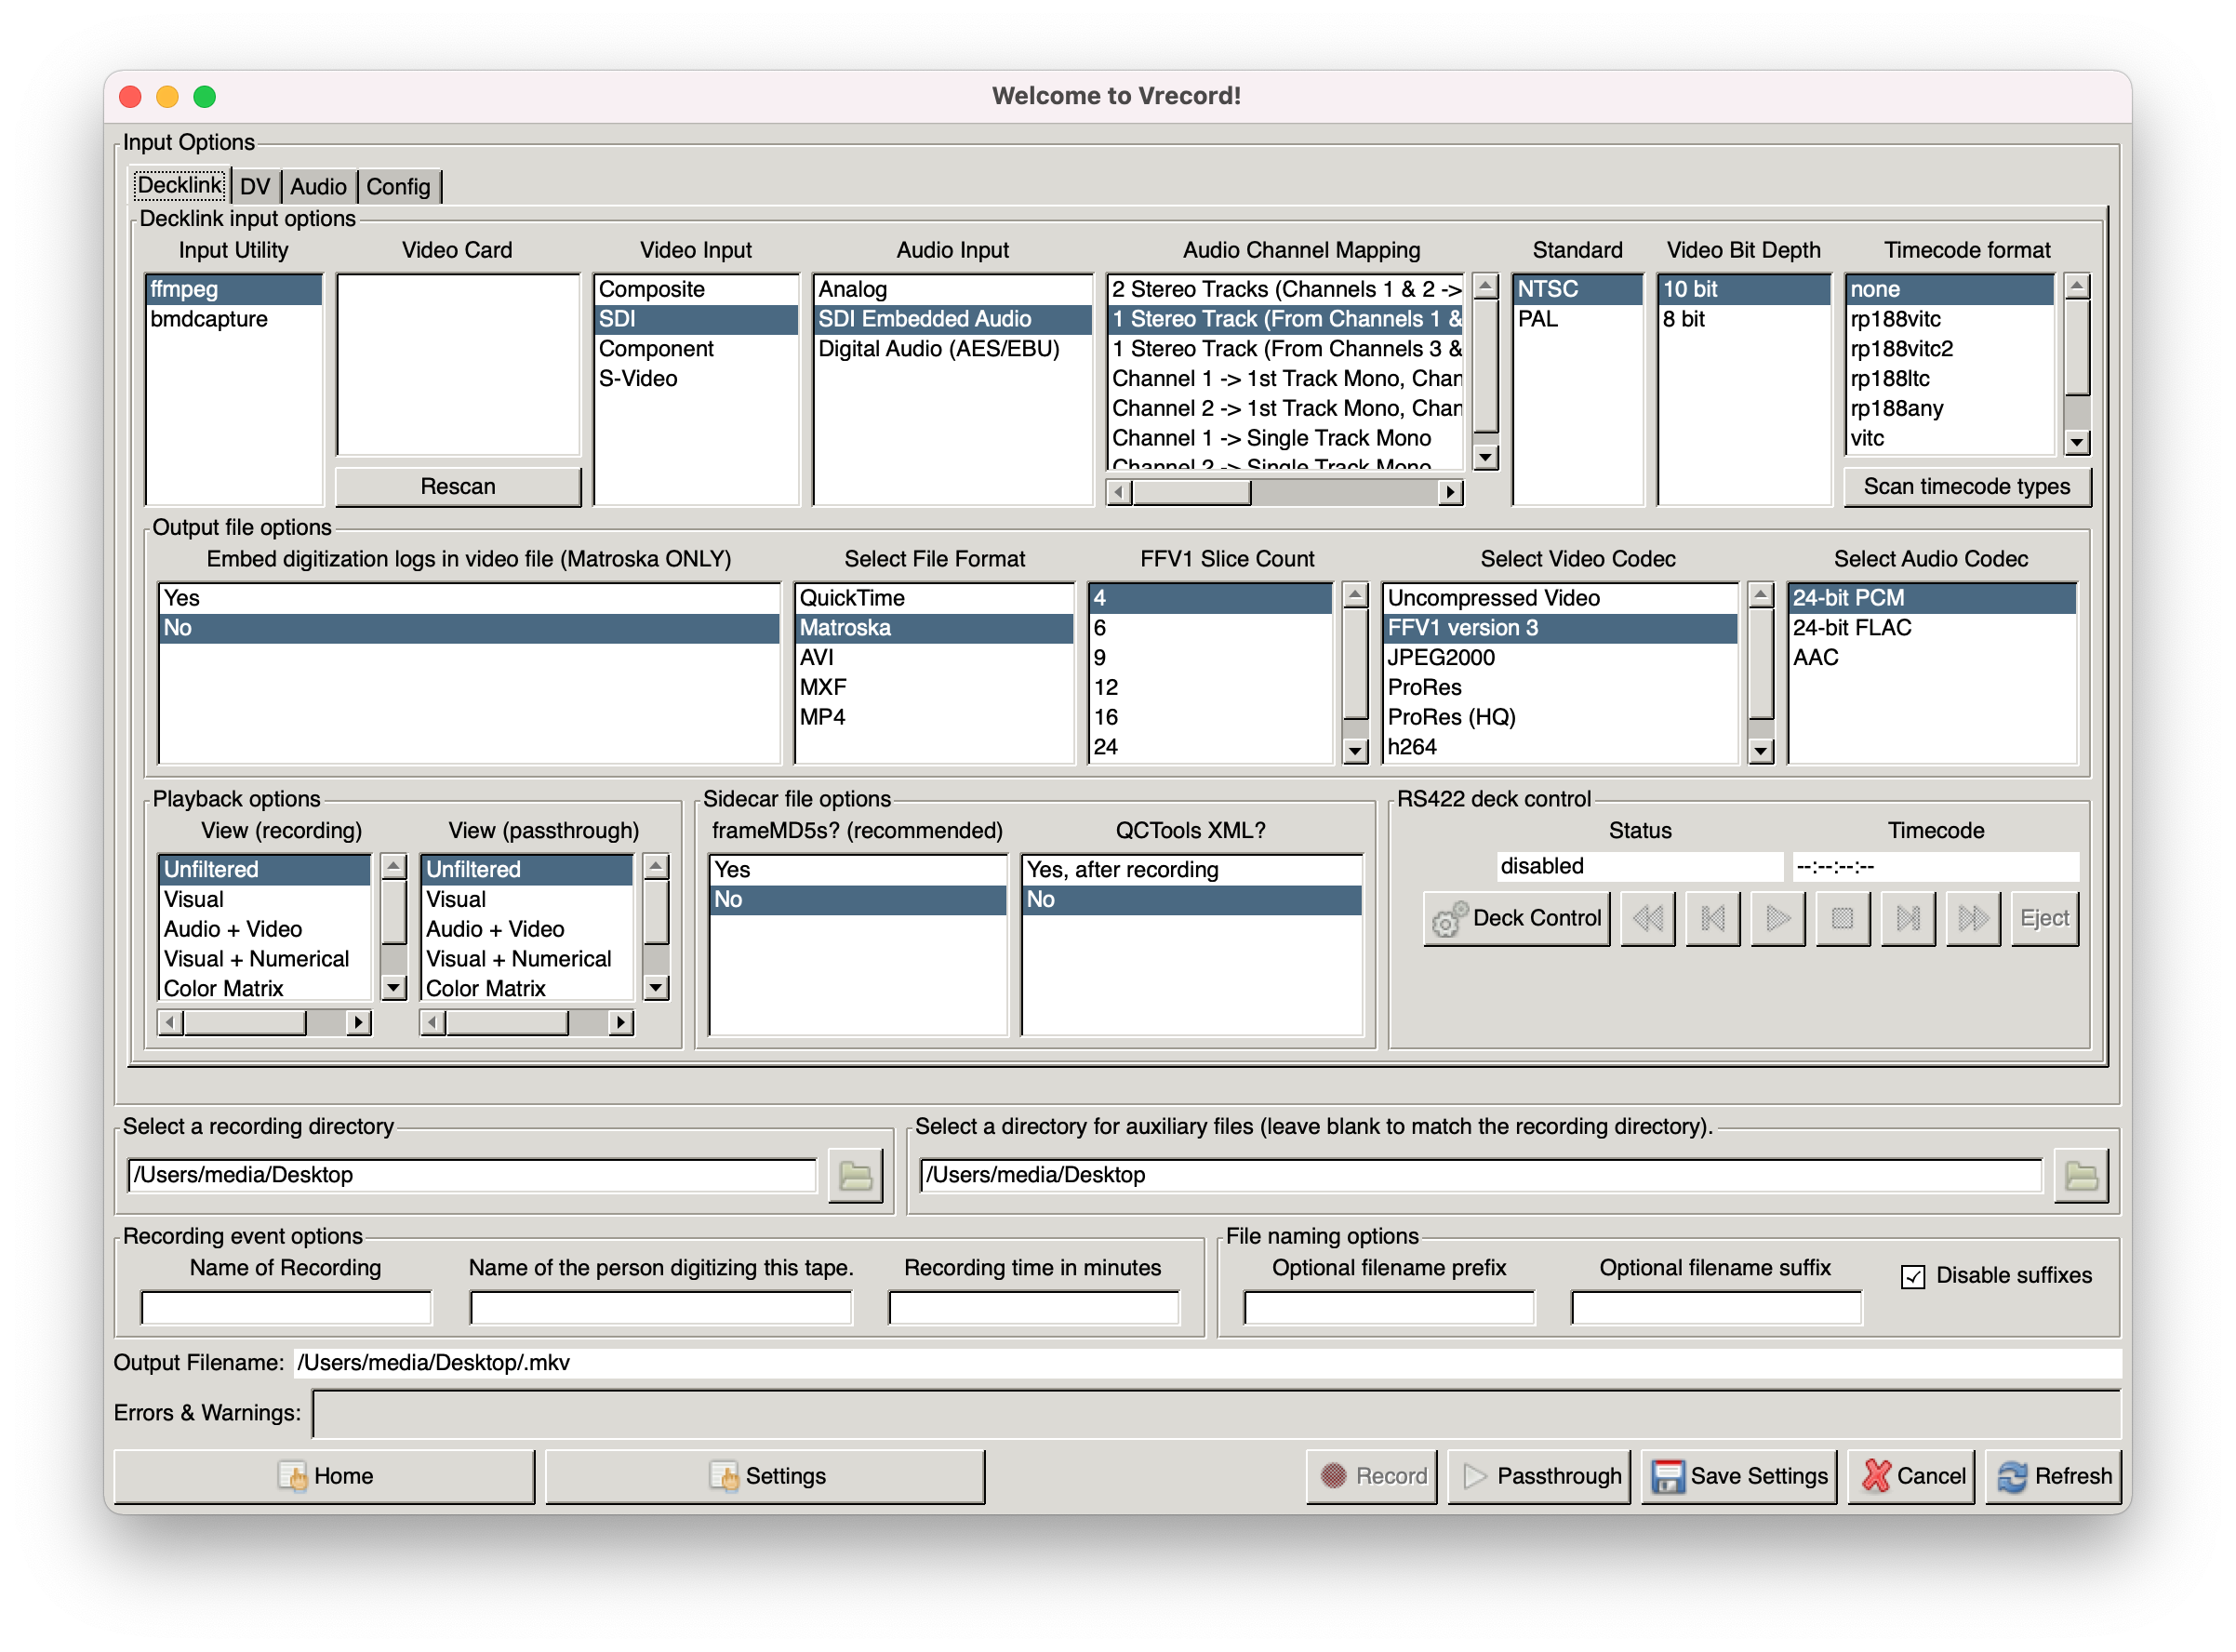 Welcome to Vrecord!
Input Options
Decklink DV Audio Config
Decklink input options
Input Utility
ffmpeg
bmdcapture
Video Card
Rescan
Video Input
Composite
SDI
Component
S-Video
Audio Input
Analog
SDI Embedded Audio
Digital Audio (AES/EBU)
Audio Channel Mapping
2 Stereo Tracks (Channels 1 & 2 ->
1 Stereo Track (From Channels 1 &
1 Stereo Track (From Channels 3 &
Channel 1 -> 1st Track Mono, Chan
Channel 2 -> 1st Track Mono, Chan
Channel 1 -> Single Track Mono
Channel 2 -> Single Track Mono
Standard
NTSC
PAL
Video Bit Depth
10 bit
8 bit
Timecode format
none
rp188vitc
rp188vitc2
rp188ltc
rp188any
vitc
Scan timecode types
Output file options
Embed digitization logs in video file (Matroska ONLY)
Yes
No
Select File Format
QuickTime
Matroska
AVI
MXF
MP4
FFV1 Slice Count
4
6
9
12
16
24
Select Video Codec
Uncompressed Video
FFV1 version 3
JPEG2000
ProRes
ProRes (HQ)
h264
Select Audio Codec
24-bit PCM
24-bit FLAC
AAC
Playback options
View (recording)
Unfiltered
Visual
Audio + Video
Visual + Numerical
Color Matrix
View (passthrough)
Unfiltered
Visual
Audio + Video
Visual + Numerical
Color Matrix
Sidecar file options
frameMD5s? (recommended)
Yes
No
QCTools XML?
Yes, after recording
No
RS422 deck control
Status
disabled
Timecode
--:--:--:--
Deck Control
Eject
Select a recording directory
/Users/media/Desktop
Select a directory for auxiliary files (leave blank to match the recording directory).
/Users/media/Desktop
Recording event options
Name of Recording
Name of the person digitizing this tape.
Recording time in minutes
File naming options
Optional filename prefix
Optional filename suffix
Disable suffixes
Output Filename: /Users/media/Desktop/.mkv
Errors & Warnings:
Home
Settings
Record
Passthrough
Save Settings
Cancel
Refresh